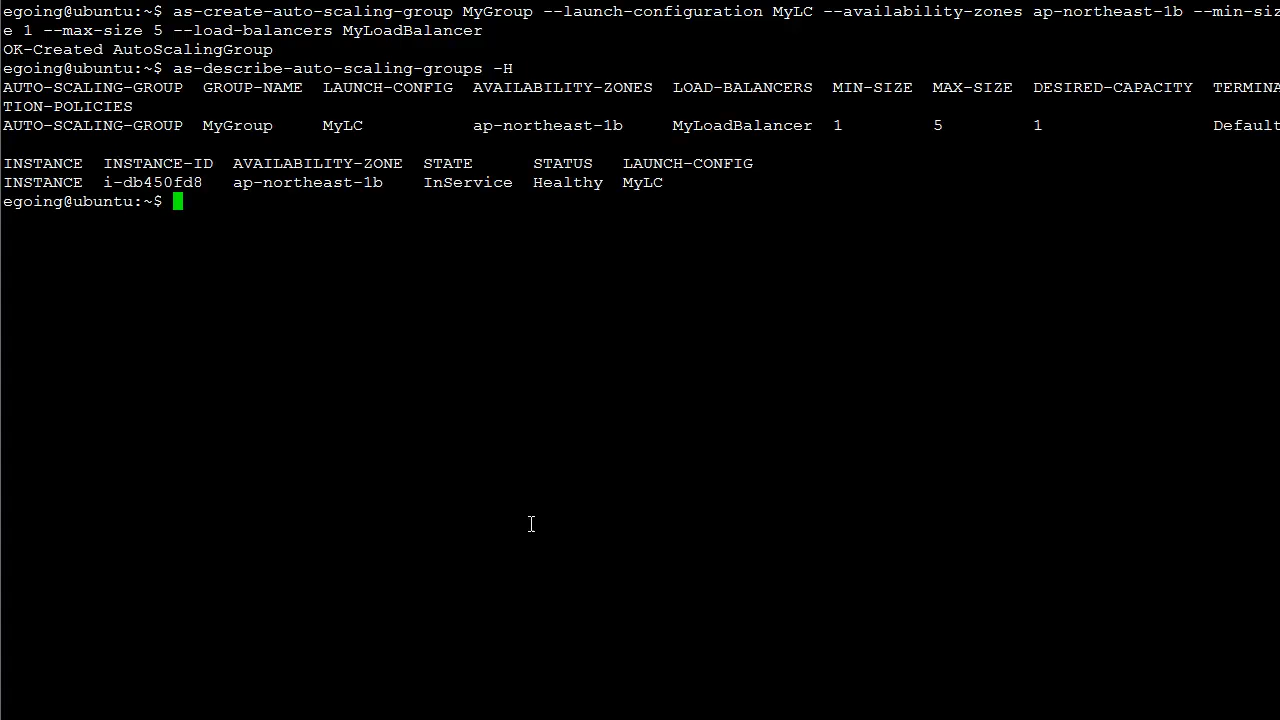 egoing@ubuntu:~$ as-create-auto-scaling-group MyGroup --launch-configuration MyLC --availability-zones ap-northeast-1b --min-siz
e 1 --max-size 5 --load-balancers MyLoadBalancer
OK-Created AutoScalingGroup
egoing@ubuntu:~$ as-describe-auto-scaling-groups -H
AUTO-SCALING-GROUP  GROUP-NAME  LAUNCH-CONFIG  AVAILABILITY-ZONES  LOAD-BALANCERS  MIN-SIZE  MAX-SIZE  DESIRED-CAPACITY  TERMINA
TION-POLICIES
AUTO-SCALING-GROUP  MyGroup     MyLC           ap-northeast-1b     MyLoadBalancer  1         5         1                 Default
INSTANCE  INSTANCE-ID  AVAILABILITY-ZONE  STATE      STATUS   LAUNCH-CONFIG
INSTANCE  i-db450fd8   ap-northeast-1b    InService  Healthy  MyLC
egoing@ubuntu:~$